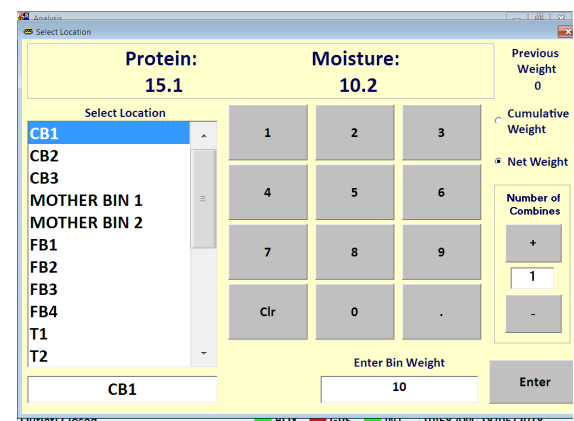 Analysis
Select Location
Protein:
15.1
Moisture:
10.2
Previous
Weight
0
Select Location
CB1
CB2
CB3
MOTHER BIN 1
MOTHER BIN 2
FB1
FB2
FB3
FB4
T1
T2
CB1
1 2 3
4 5 6
7 8 9
Clr 0 .
Enter Bin Weight
10
Cumulative
Weight
Net Weight
Number of
Combines
+
1
-
Enter